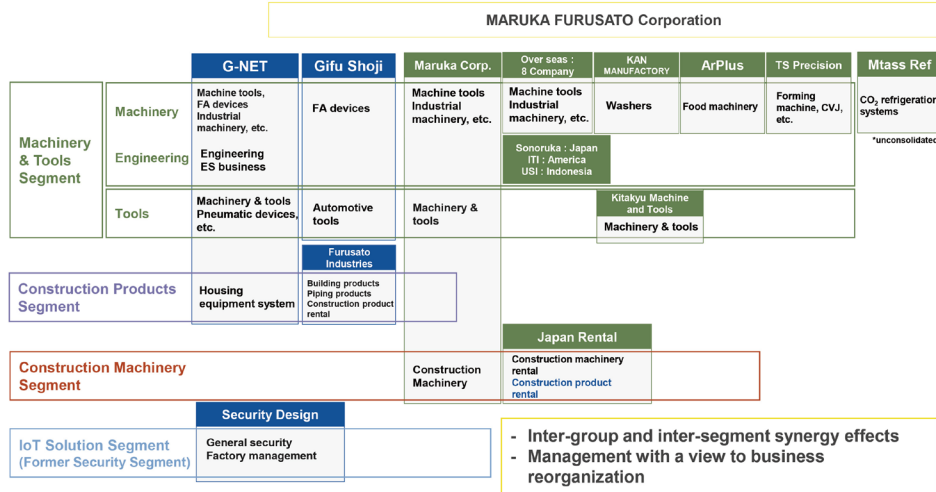 MARUKA FURUSATO Corporation
G-NET
Gifu Shoji
Maruka Corp.
Over seas :
8 Company
KAN
MANUFACTORY
ArPlus
TS Precision
Mtass Ref
Machinery
& Tools
Segment
Machinery
Machine tools,
FA devices
Industrial
machinery, etc.
FA devices
Machine tools
Industrial
machinery, etc.
Machine tools
Industrial
machinery, etc.
Washers
Food machinery
Forming
machine, CVJ,
etc.
CO₂ refrigeration
systems
*unconsolidated
Engineering
Engineering
ES business
Sonoruka : Japan
ITI : America
USI : Indonesia
Tools
Machinery & tools
Pneumatic devices,
etc.
Automotive
tools
Machinery &
tools
Kitakyu Machine
and Tools
Machinery & tools
Furusato
Industries
Construction Products
Segment
Housing
equipment system
Building products
Piping products
Construction product
rental
Japan Rental
Construction Machinery
Segment
Construction
Machinery
Construction machinery
rental
Construction product
rental
Security Design
IoT Solution Segment
(Former Security Segment)
General security
Factory management
- Inter-group and inter-segment synergy effects
- Management with a view to business
reorganization